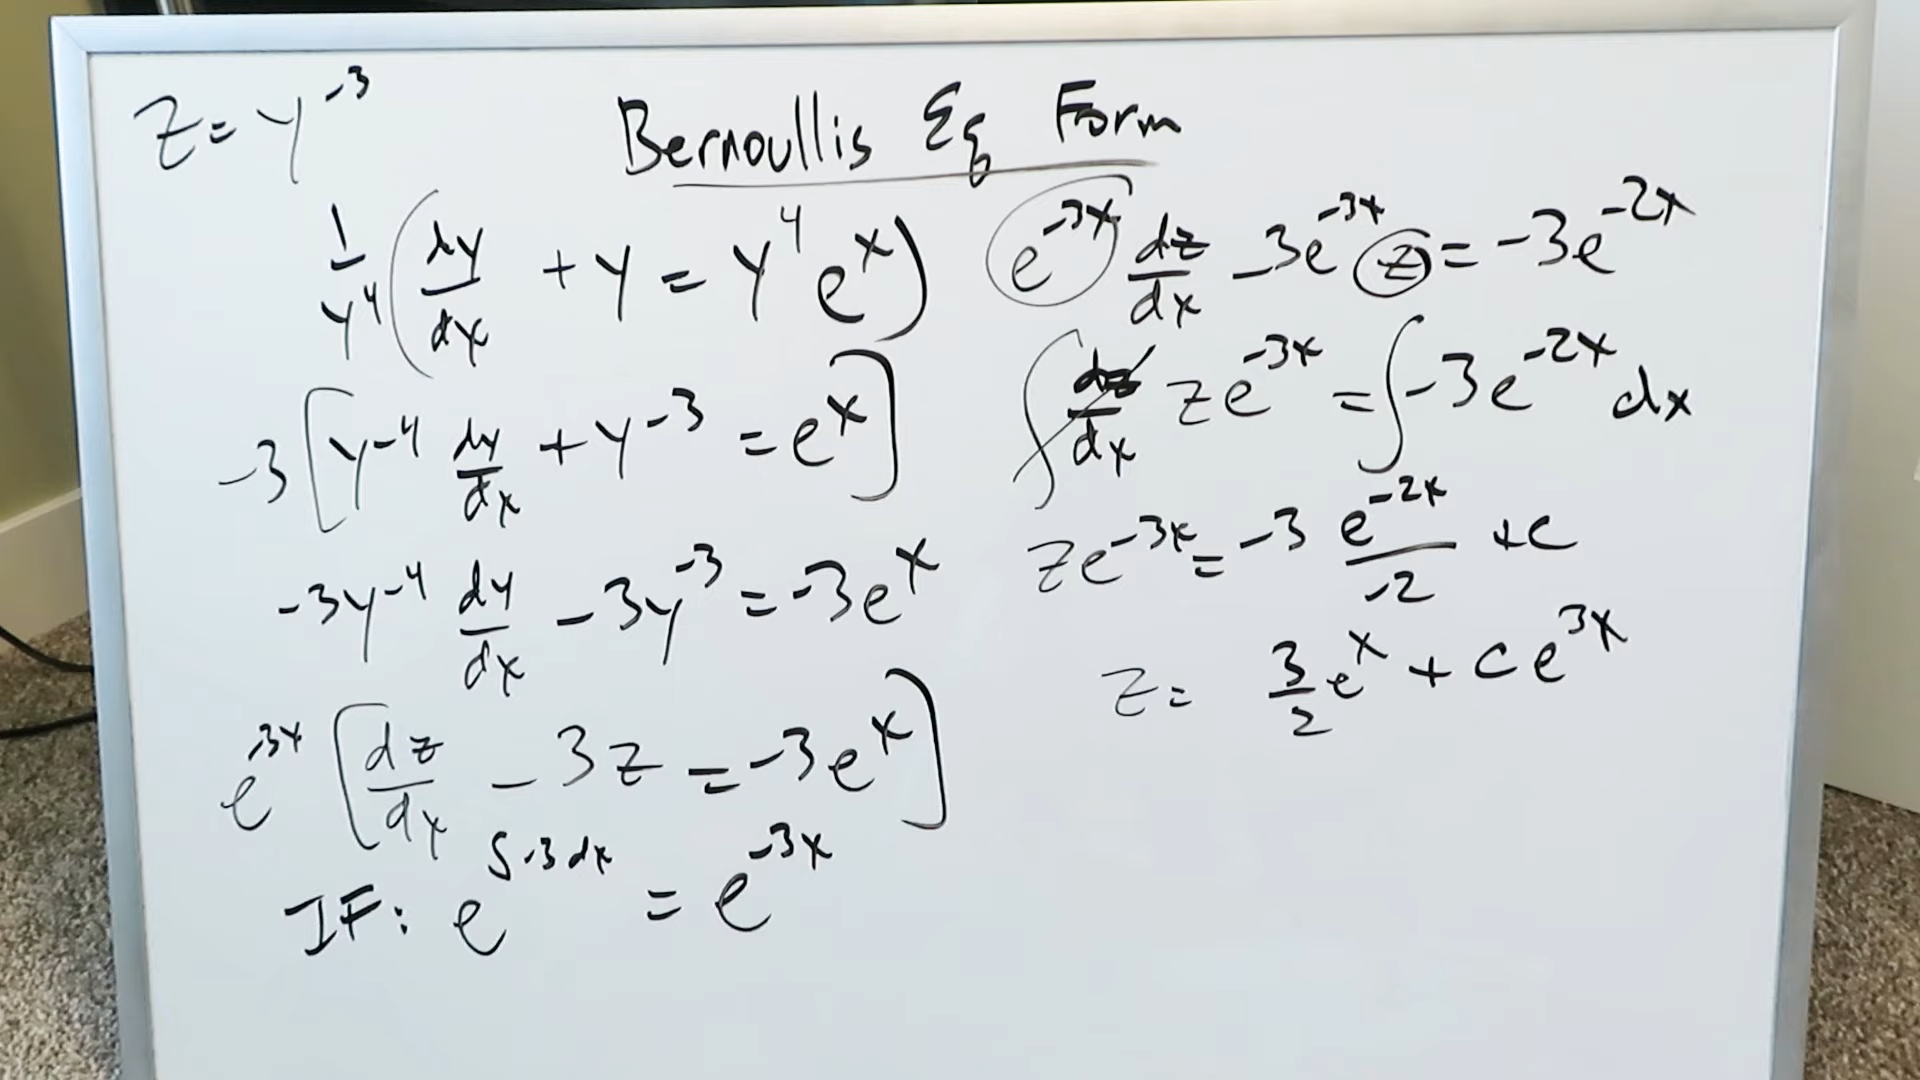 z = y^-3
Bernoullis Eq Form
1/y^4 ( dy/dx + y = y^4 e^x )
-3 [ y^-4 dy/dx + y^-3 = e^x ]
-3y^-4 dy/dx - 3y^-3 = -3e^x
e^-3x [ dz/dx - 3z = -3e^x ]
IF: e^∫-3dx = e^-3x
e^-3x dz/dx - 3e^-3x z = -3e^-2x
∫ dz/dx ze^-3x = ∫ -3e^-2x dx
ze^-3x = -3 e^-2x/-2 + c
z = 3/2 e^x + ce^3x